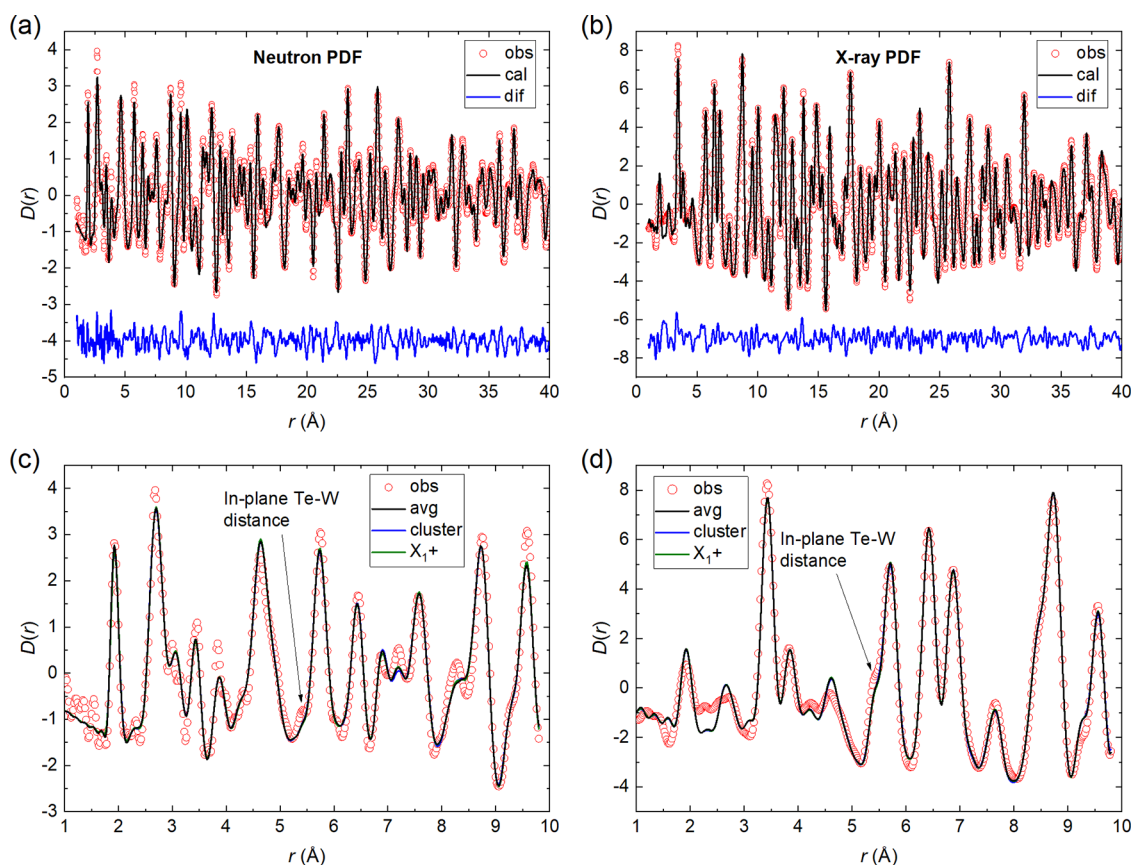 (a)
Neutron PDF
obs
cal
dif
D(r)
4
3
2
1
0
-1
-2
-3
-4
-5
0 5 10 15 20 25 30 35 40
r (Å)
(b)
X-ray PDF
obs
cal
dif
D(r)
8
6
4
2
0
-2
-4
-6
-8
0 5 10 15 20 25 30 35 40
r (Å)
(c)
In-plane Te-W
distance
obs
avg
cluster
X₁+
D(r)
4
3
2
1
0
-1
-2
-3
1 2 3 4 5 6 7 8 9 10
r (Å)
(d)
obs
avg
cluster
X₁+
In-plane Te-W
distance
D(r)
8
6
4
2
0
-2
-4
1 2 3 4 5 6 7 8 9 10
r (Å)